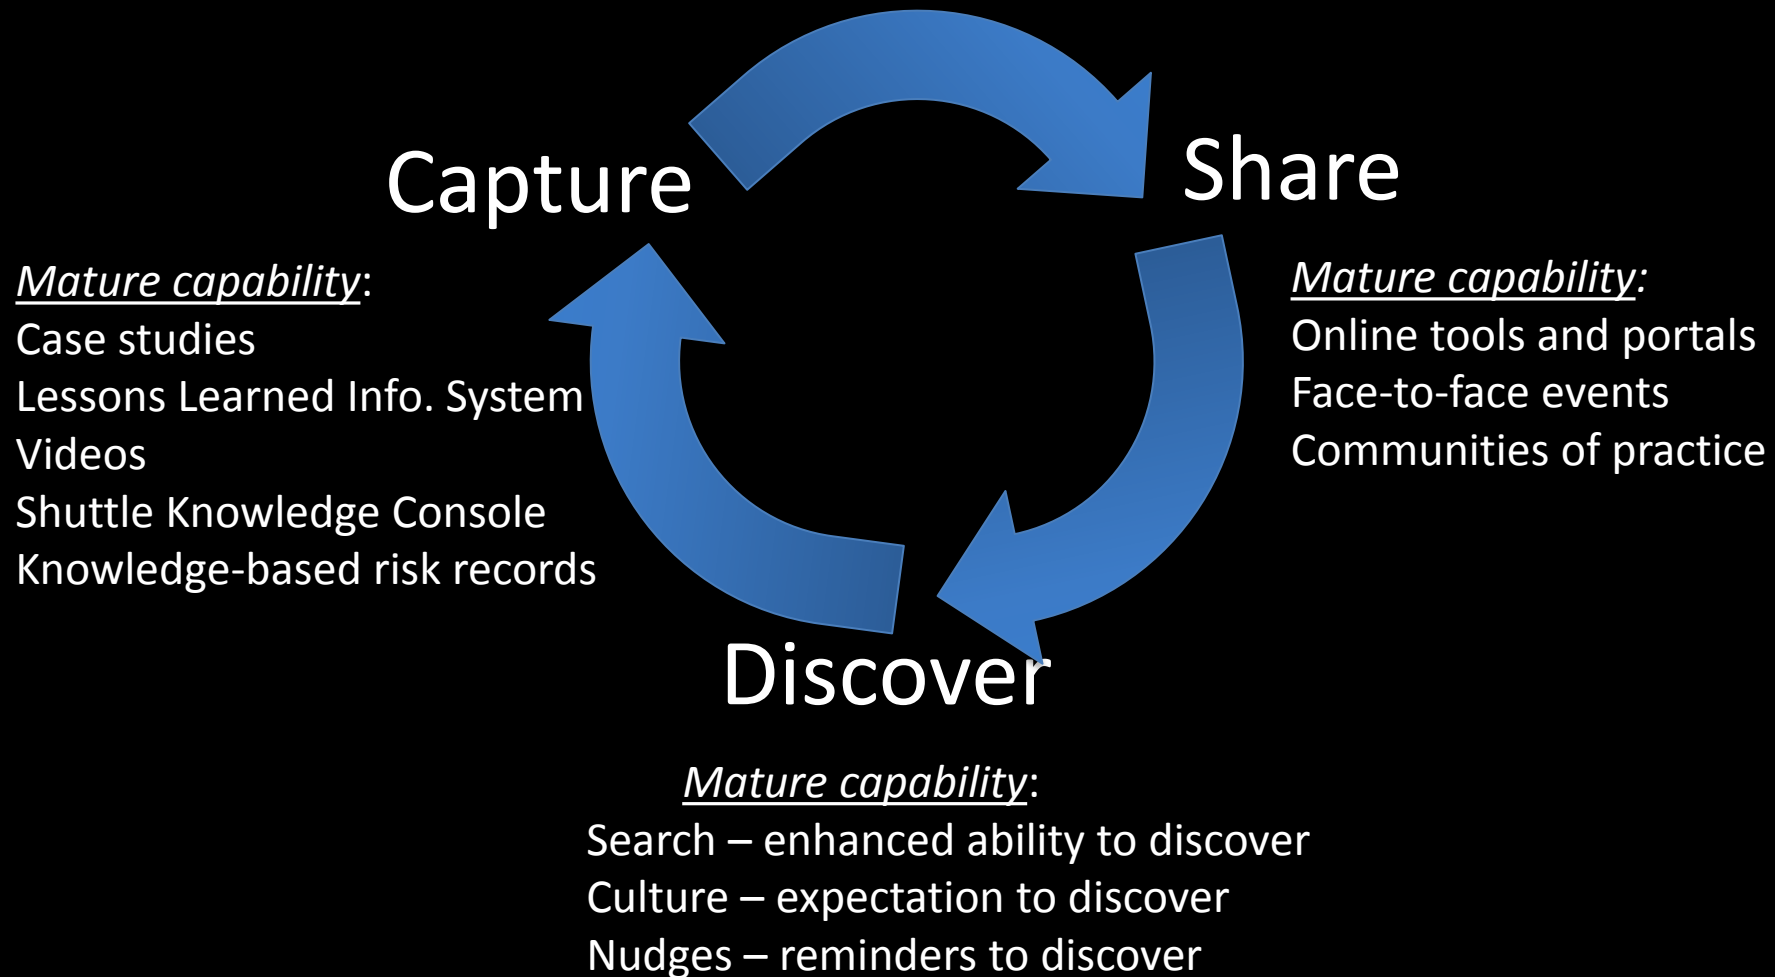 Capture
Mature capability:
Case studies
Lessons Learned Info. System
Videos
Shuttle Knowledge Console
Knowledge-based risk records
Share
Mature capability:
Online tools and portals
Face-to-face events
Communities of practice
Discover
Mature capability:
Search – enhanced ability to discover
Culture – expectation to discover
Nudges – reminders to discover